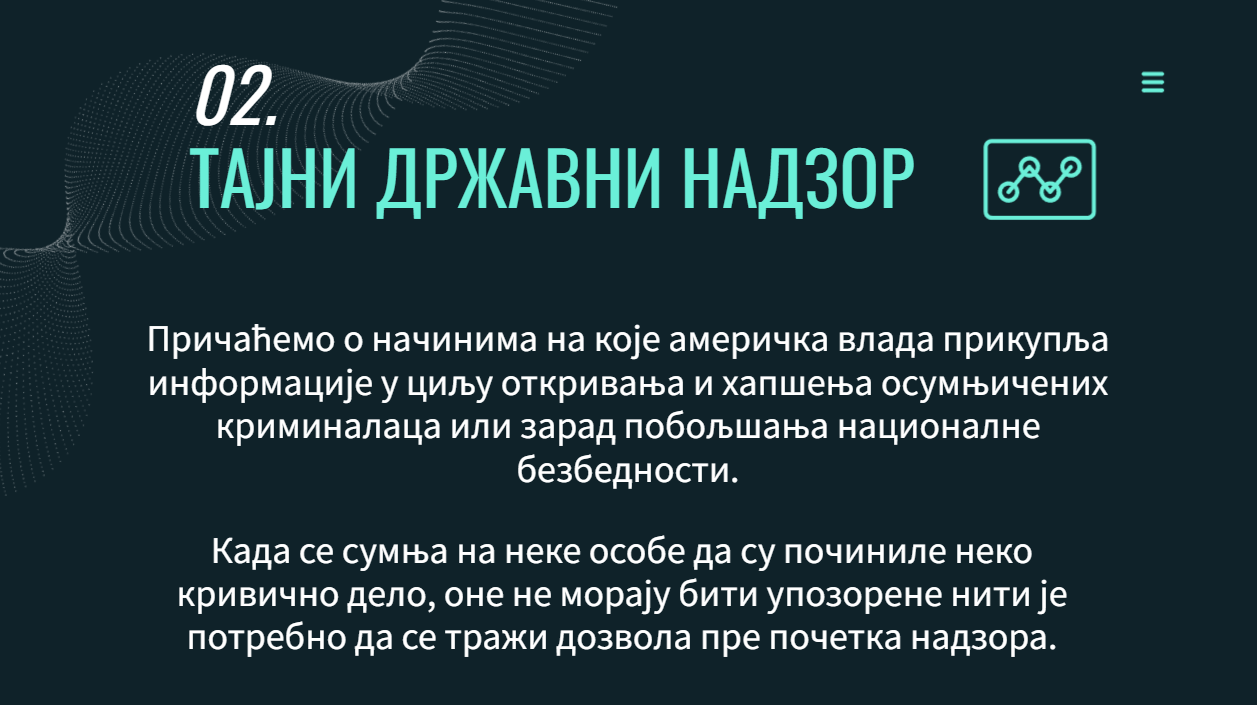 02.
ТАЈНИ ДРЖАВНИ НАДЗОР
Причаћемо о начинима на које америчка влада прикупља
информације у циљу откривања и хапшења осумњичених
криминалаца или зарад побољшања националне
безбедности.
Када се сумња на неке особе да су починиле неко
кривично дело, оне не морају бити упозорене нити је
потребно да се тражи дозвола пре почетка надзора.